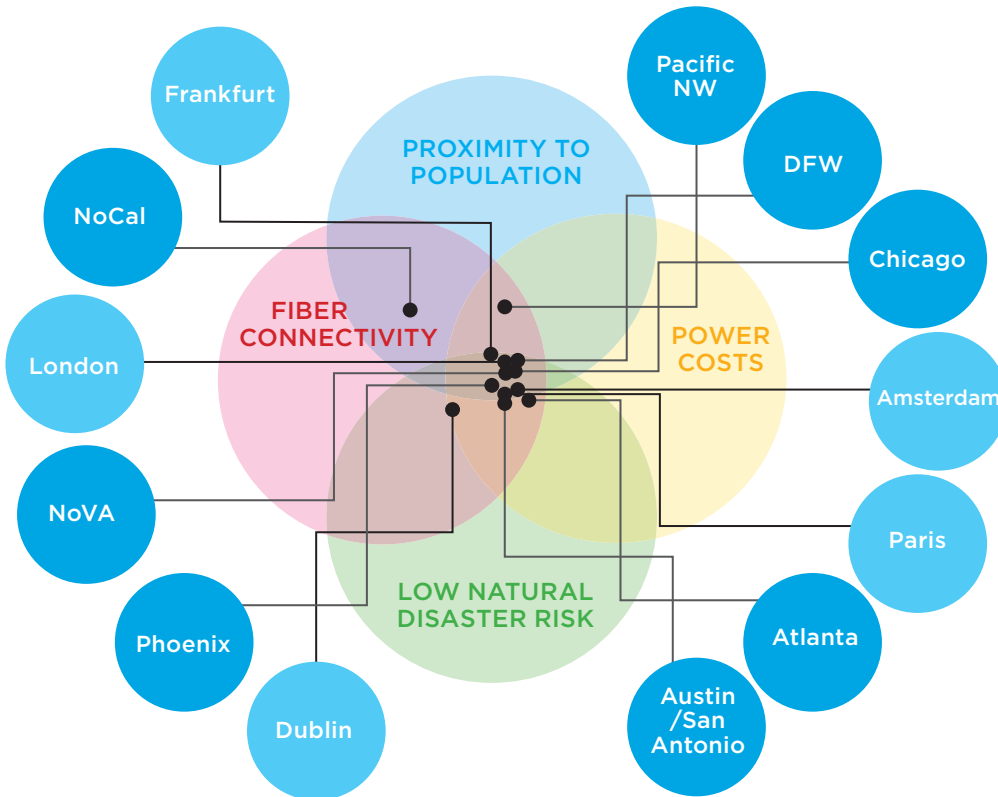 Pacific
NW
Frankfurt
PROXIMITY TO
POPULATION
DFW
NoCal
Chicago
FIBER
CONNECTIVITY
POWER
COSTS
London
Amsterdam
NoVA
Paris
LOW NATURAL
DISASTER RISK
Phoenix
Atlanta
Dublin
Austin
/San
Antonio